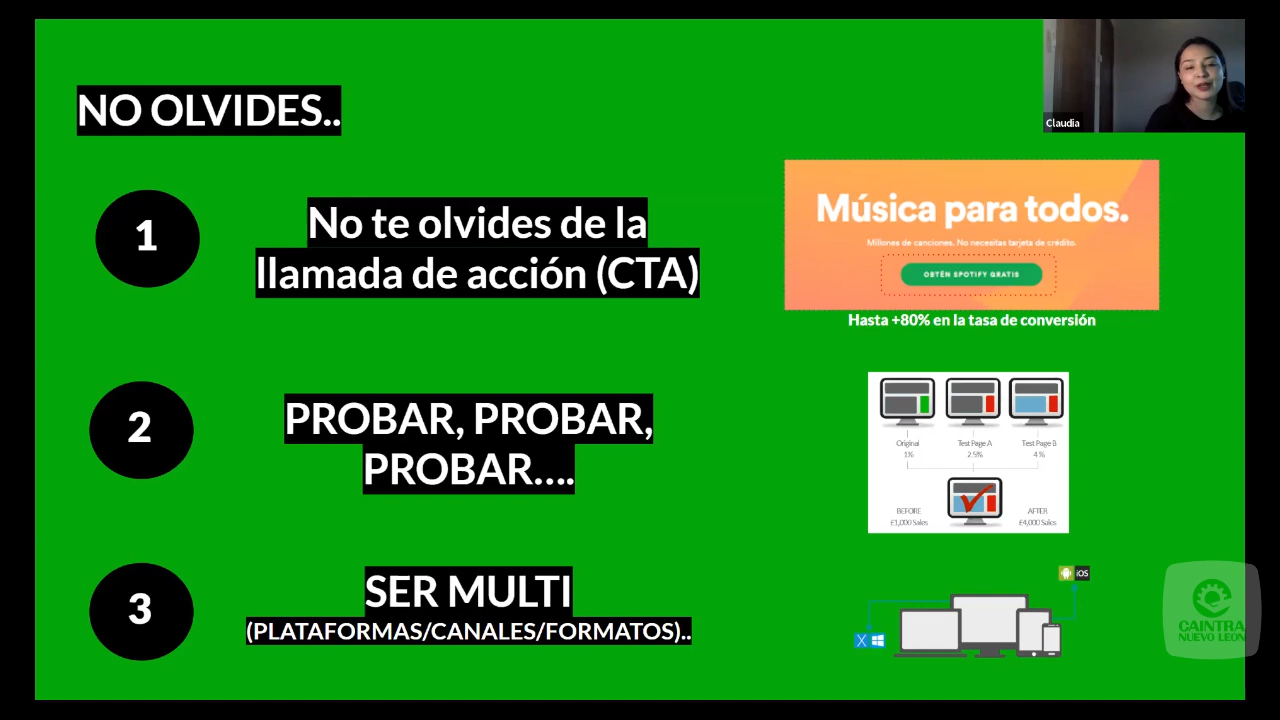 Claudia
NO OLVIDES..
1
No te olvides de la
llamada de acción (CTA)
Música para todos.
Millones de canciones. No necesitas tarjeta de crédito.
OBTÉN SPOTIFY GRATIS
Hasta +80% en la tasa de conversión
2
PROBAR, PROBAR,
PROBAR....
Original
1%
Test Page A
2.5%
Test Page B
4%
BEFORE
£1,000 Sales
AFTER
£4,000 Sales
3
SER MULTI
(PLATAFORMAS/CANALES/FORMATOS)..
iOS
X
CAINTRA
NUEVO LEÓN